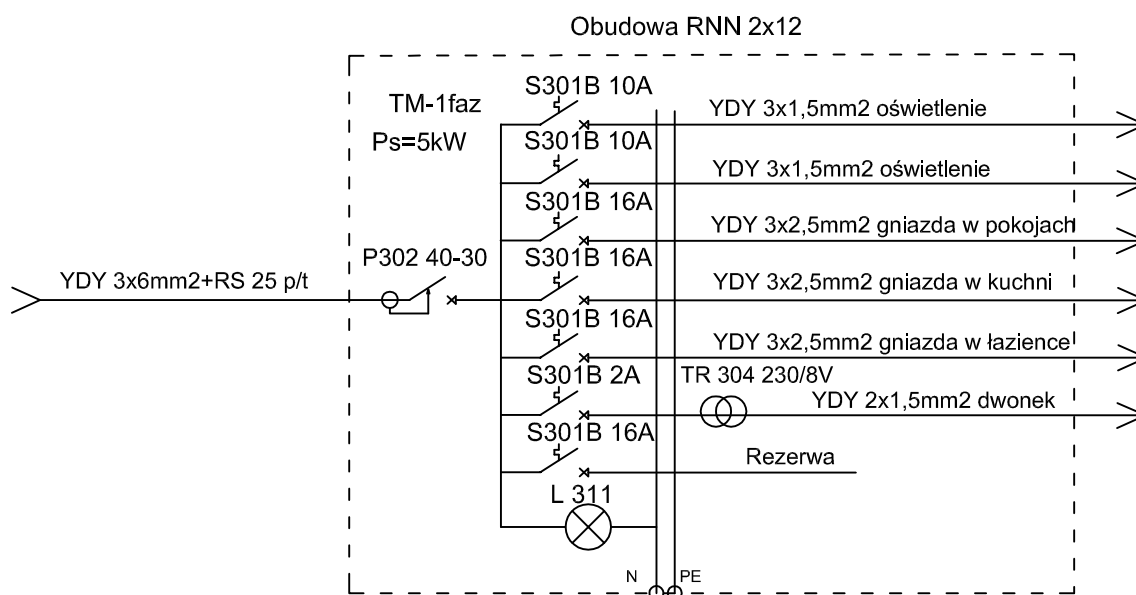 Obudowa RNN 2x12
S301B 10A
TM-1faz
YDY 3x1,5mm2 oświetlenie
Ps=5kW
S301B 10A
YDY 3x1,5mm2 oświetlenie
S301B 16A
YDY 3x2,5mm2 gniazda w pokojach
P302 40-30
S301B 16A
YDY 3x6mm2+RS 25 p/t
YDY 3x2,5mm2 gniazda w kuchni
S301B 16A
YDY 3x2,5mm2 gniazda w łazience
S301B 2A
TR 304 230/8V
YDY 2x1,5mm2 dwonek
S301B 16A
Rezerwa
L 311
N
PE